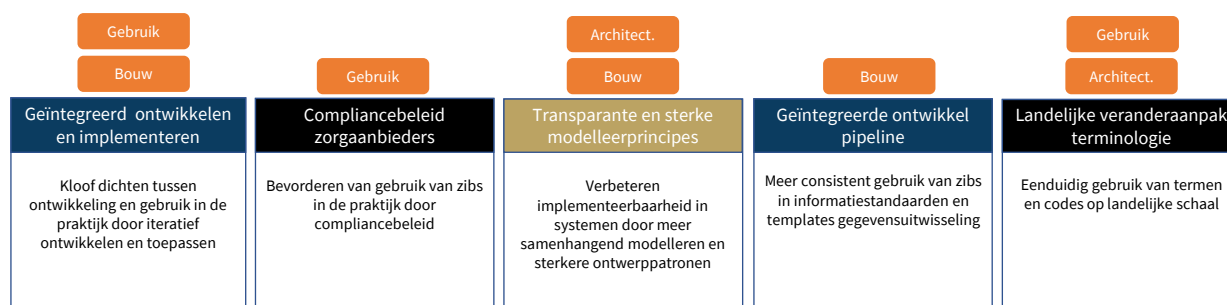 Gebruik
Bouw
Geïntegreerd ontwikkelen
en implementeren
Kloof dichten tussen
ontwikkeling en gebruik in de
praktijk door iteratief
ontwikkelen en toepassen
Gebruik
Compliancebeleid
zorgaanbieders
Bevorderen van gebruik van zibs
in de praktijk door
compliancebeleid
Architect.
Bouw
Transparante en sterke
modelleerprincipes
Verbeteren
implementeerbaarheid in
systemen door meer
samenhangend modelleren en
sterkere ontwerppatronen
Bouw
Geïntegreerde ontwikkel
pipeline
Meer consistent gebruik van zibs
in informatiestandaarden en
templates gegevensuitwisseling
Gebruik
Architect.
Landelijke veranderaanpak
terminologie
Eenduidig gebruik van termen
en codes op landelijke schaal